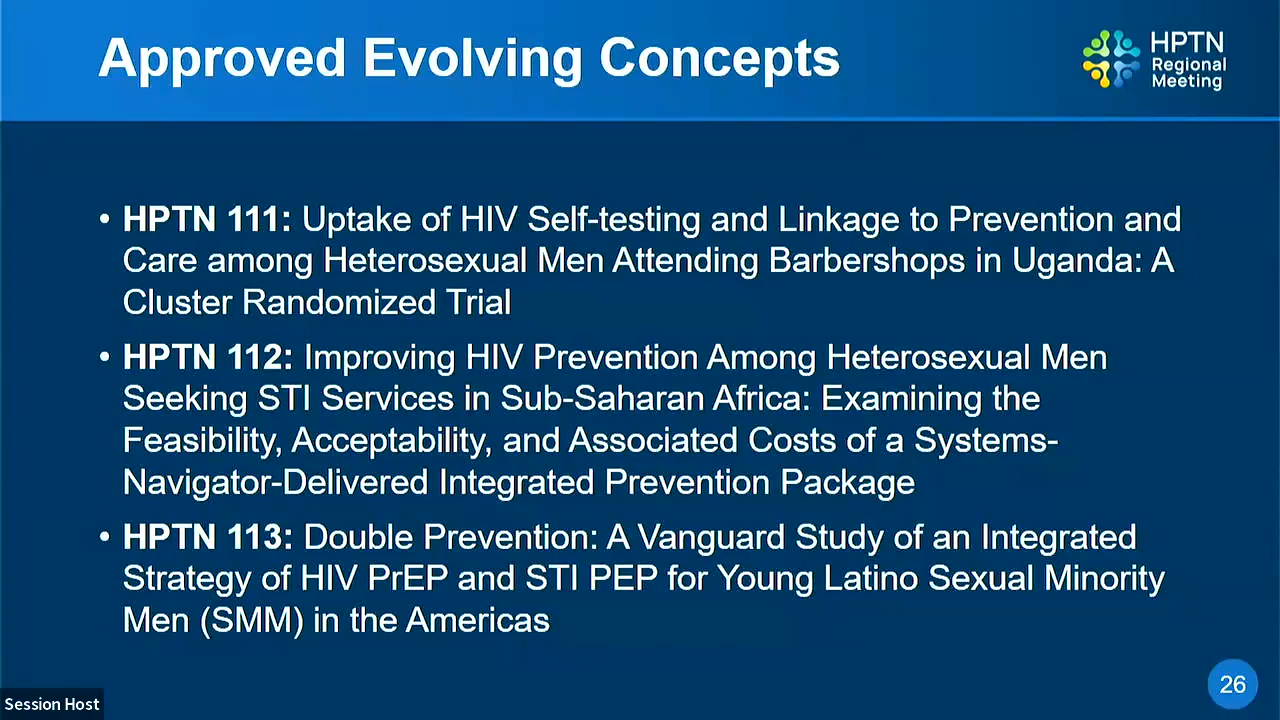 Approved Evolving Concepts
HPTN
Regional
Meeting
• HPTN 111: Uptake of HIV Self-testing and Linkage to Prevention and
Care among Heterosexual Men Attending Barbershops in Uganda: A
Cluster Randomized Trial
• HPTN 112: Improving HIV Prevention Among Heterosexual Men
Seeking STI Services in Sub-Saharan Africa: Examining the
Feasibility, Acceptability, and Associated Costs of a Systems-
Navigator-Delivered Integrated Prevention Package
• HPTN 113: Double Prevention: A Vanguard Study of an Integrated
Strategy of HIV PrEP and STI PEP for Young Latino Sexual Minority
Men (SMM) in the Americas
26
Session Host